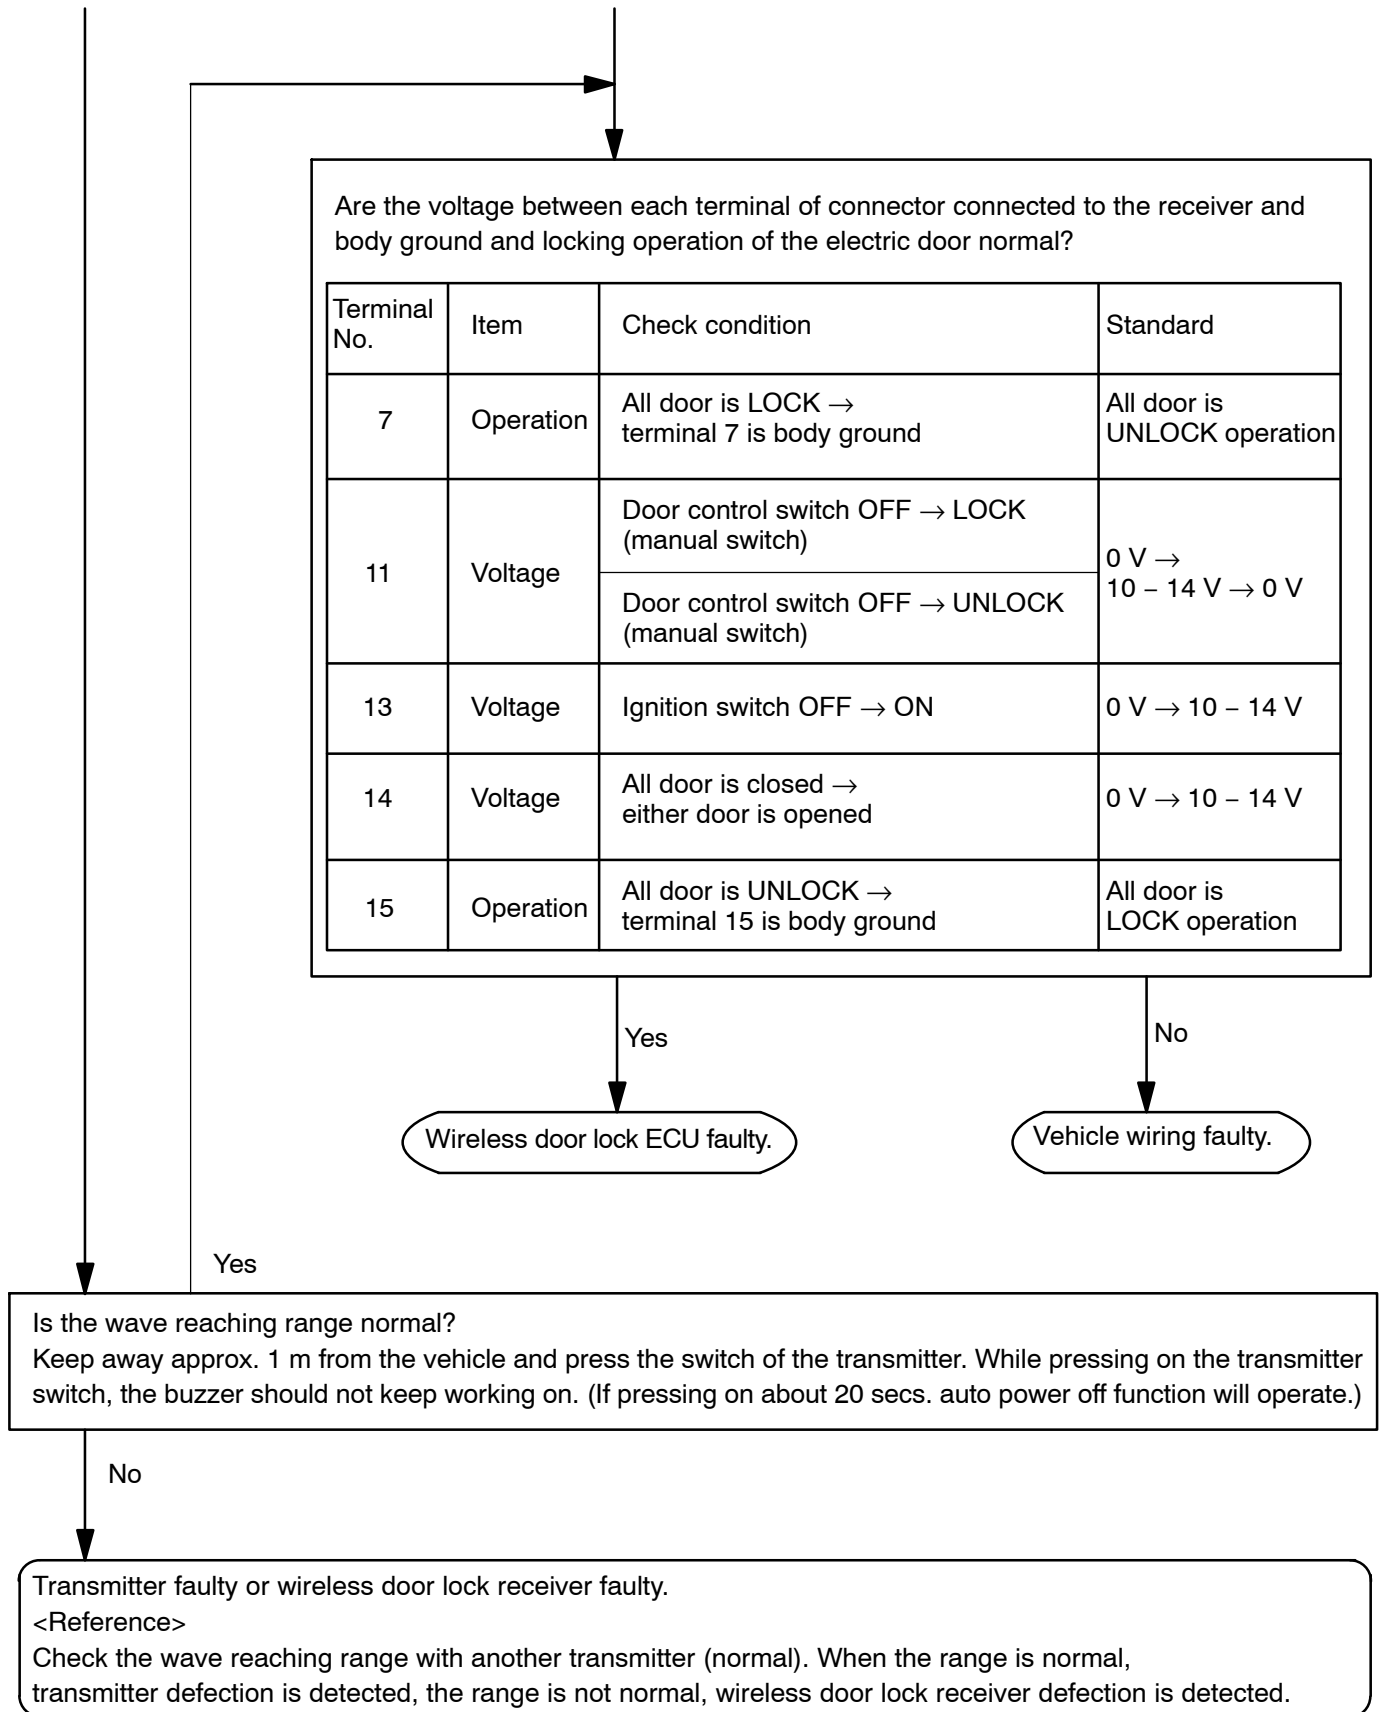 Are the voltage between each terminal of connector connected to the receiver and
body ground and locking operation of the electric door normal?
Terminal
No.
Item
Check condition
Standard
7
Operation
All door is LOCK →
terminal 7 is body ground
All door is
UNLOCK operation
11
Voltage
Door control switch OFF → LOCK
(manual switch)
Door control switch OFF → UNLOCK
(manual switch)
0 V →
10 – 14 V → 0 V
13
Voltage
Ignition switch OFF → ON
0 V → 10 – 14 V
14
Voltage
All door is closed →
either door is opened
0 V → 10 – 14 V
15
Operation
All door is UNLOCK →
terminal 15 is body ground
All door is
LOCK operation
Yes
No
Wireless door lock ECU faulty.
Vehicle wiring faulty.
Yes
Is the wave reaching range normal?
Keep away approx. 1 m from the vehicle and press the switch of the transmitter. While pressing on the transmitter
switch, the buzzer should not keep working on. (If pressing on about 20 secs. auto power off function will operate.)
No
Transmitter faulty or wireless door lock receiver faulty.
<Reference>
Check the wave reaching range with another transmitter (normal). When the range is normal,
transmitter defection is detected, the range is not normal, wireless door lock receiver defection is detected.